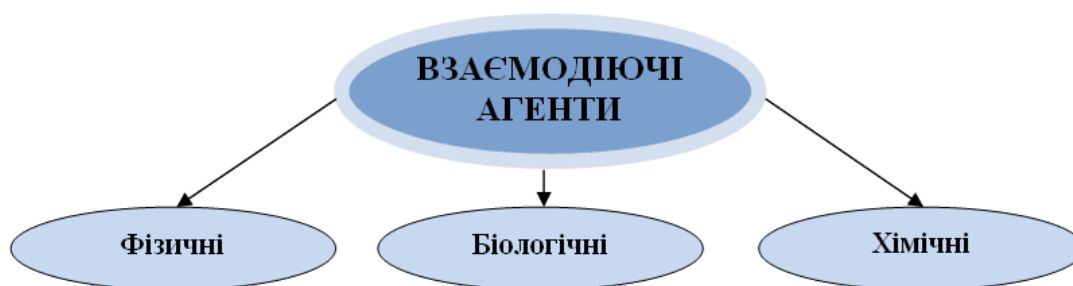 ВЗАЄМОДІЮЧІ
АГЕНТИ
Фізичні
Біологічні
Хімічні